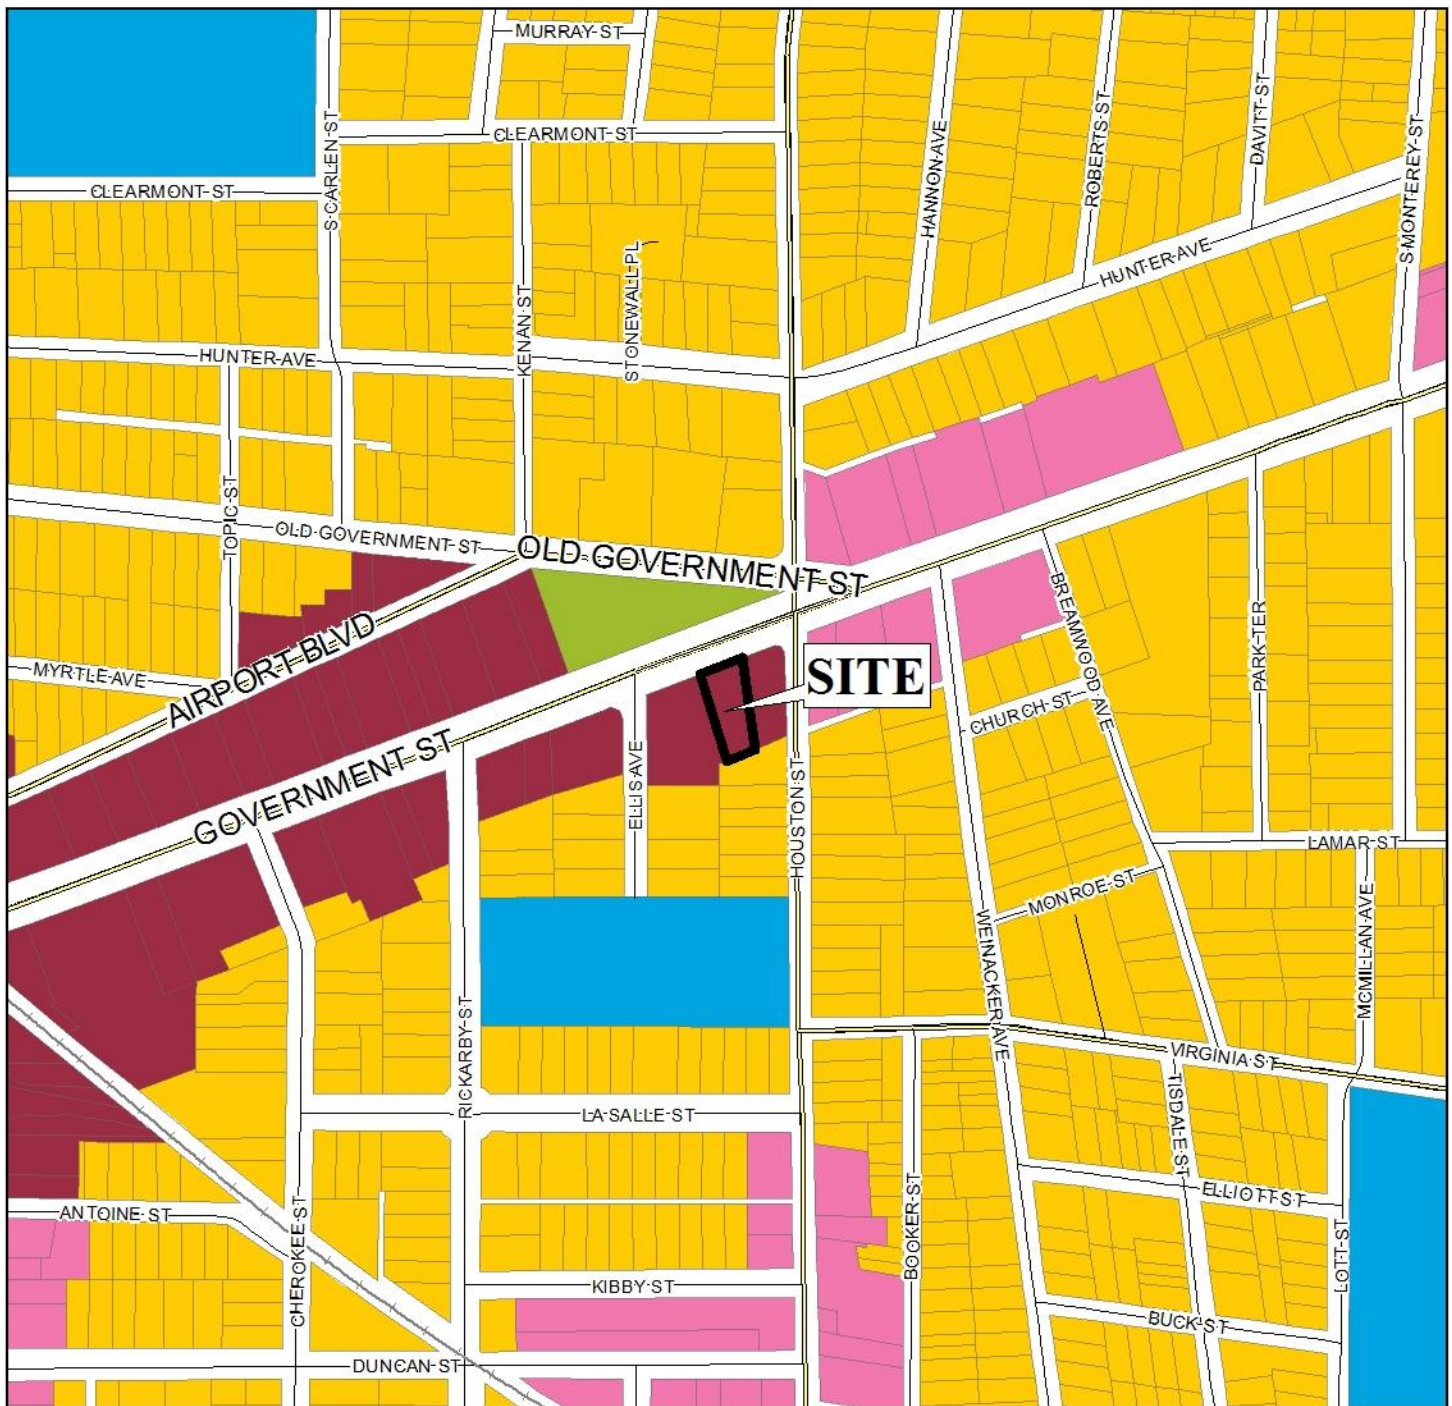 MURRAY ST
CLEARMONT ST
CLEARMONT ST
S CARLEN ST
HANNON AVE
ROBERTS ST
DAVIT ST
S MONTEREY ST
STONEWALL PL
KENAN ST
HUNTER AVE
HUNTER AVE
TOPIC ST
OLD GOVERNMENT ST
OLD GOVERNMENT ST
AIRPORT BLVD
MYRTLE AVE
BREAMWOOD AVE
PARK TER
SITE
CHURCH ST
GOVERNMENT ST
ELLIS AVE
HOUSTON ST
LAMAR ST
MONROE ST
WEINACKER AVE
MCMILLAN AVE
RICKARBY ST
VIRGINIA ST
LA SALLE ST
TISDALE ST
ELLIOTT ST
ANTOINE ST
CHEROKEE ST
BOOKER ST
LOTT ST
KIBBY ST
BUCK ST
DUNCAN ST